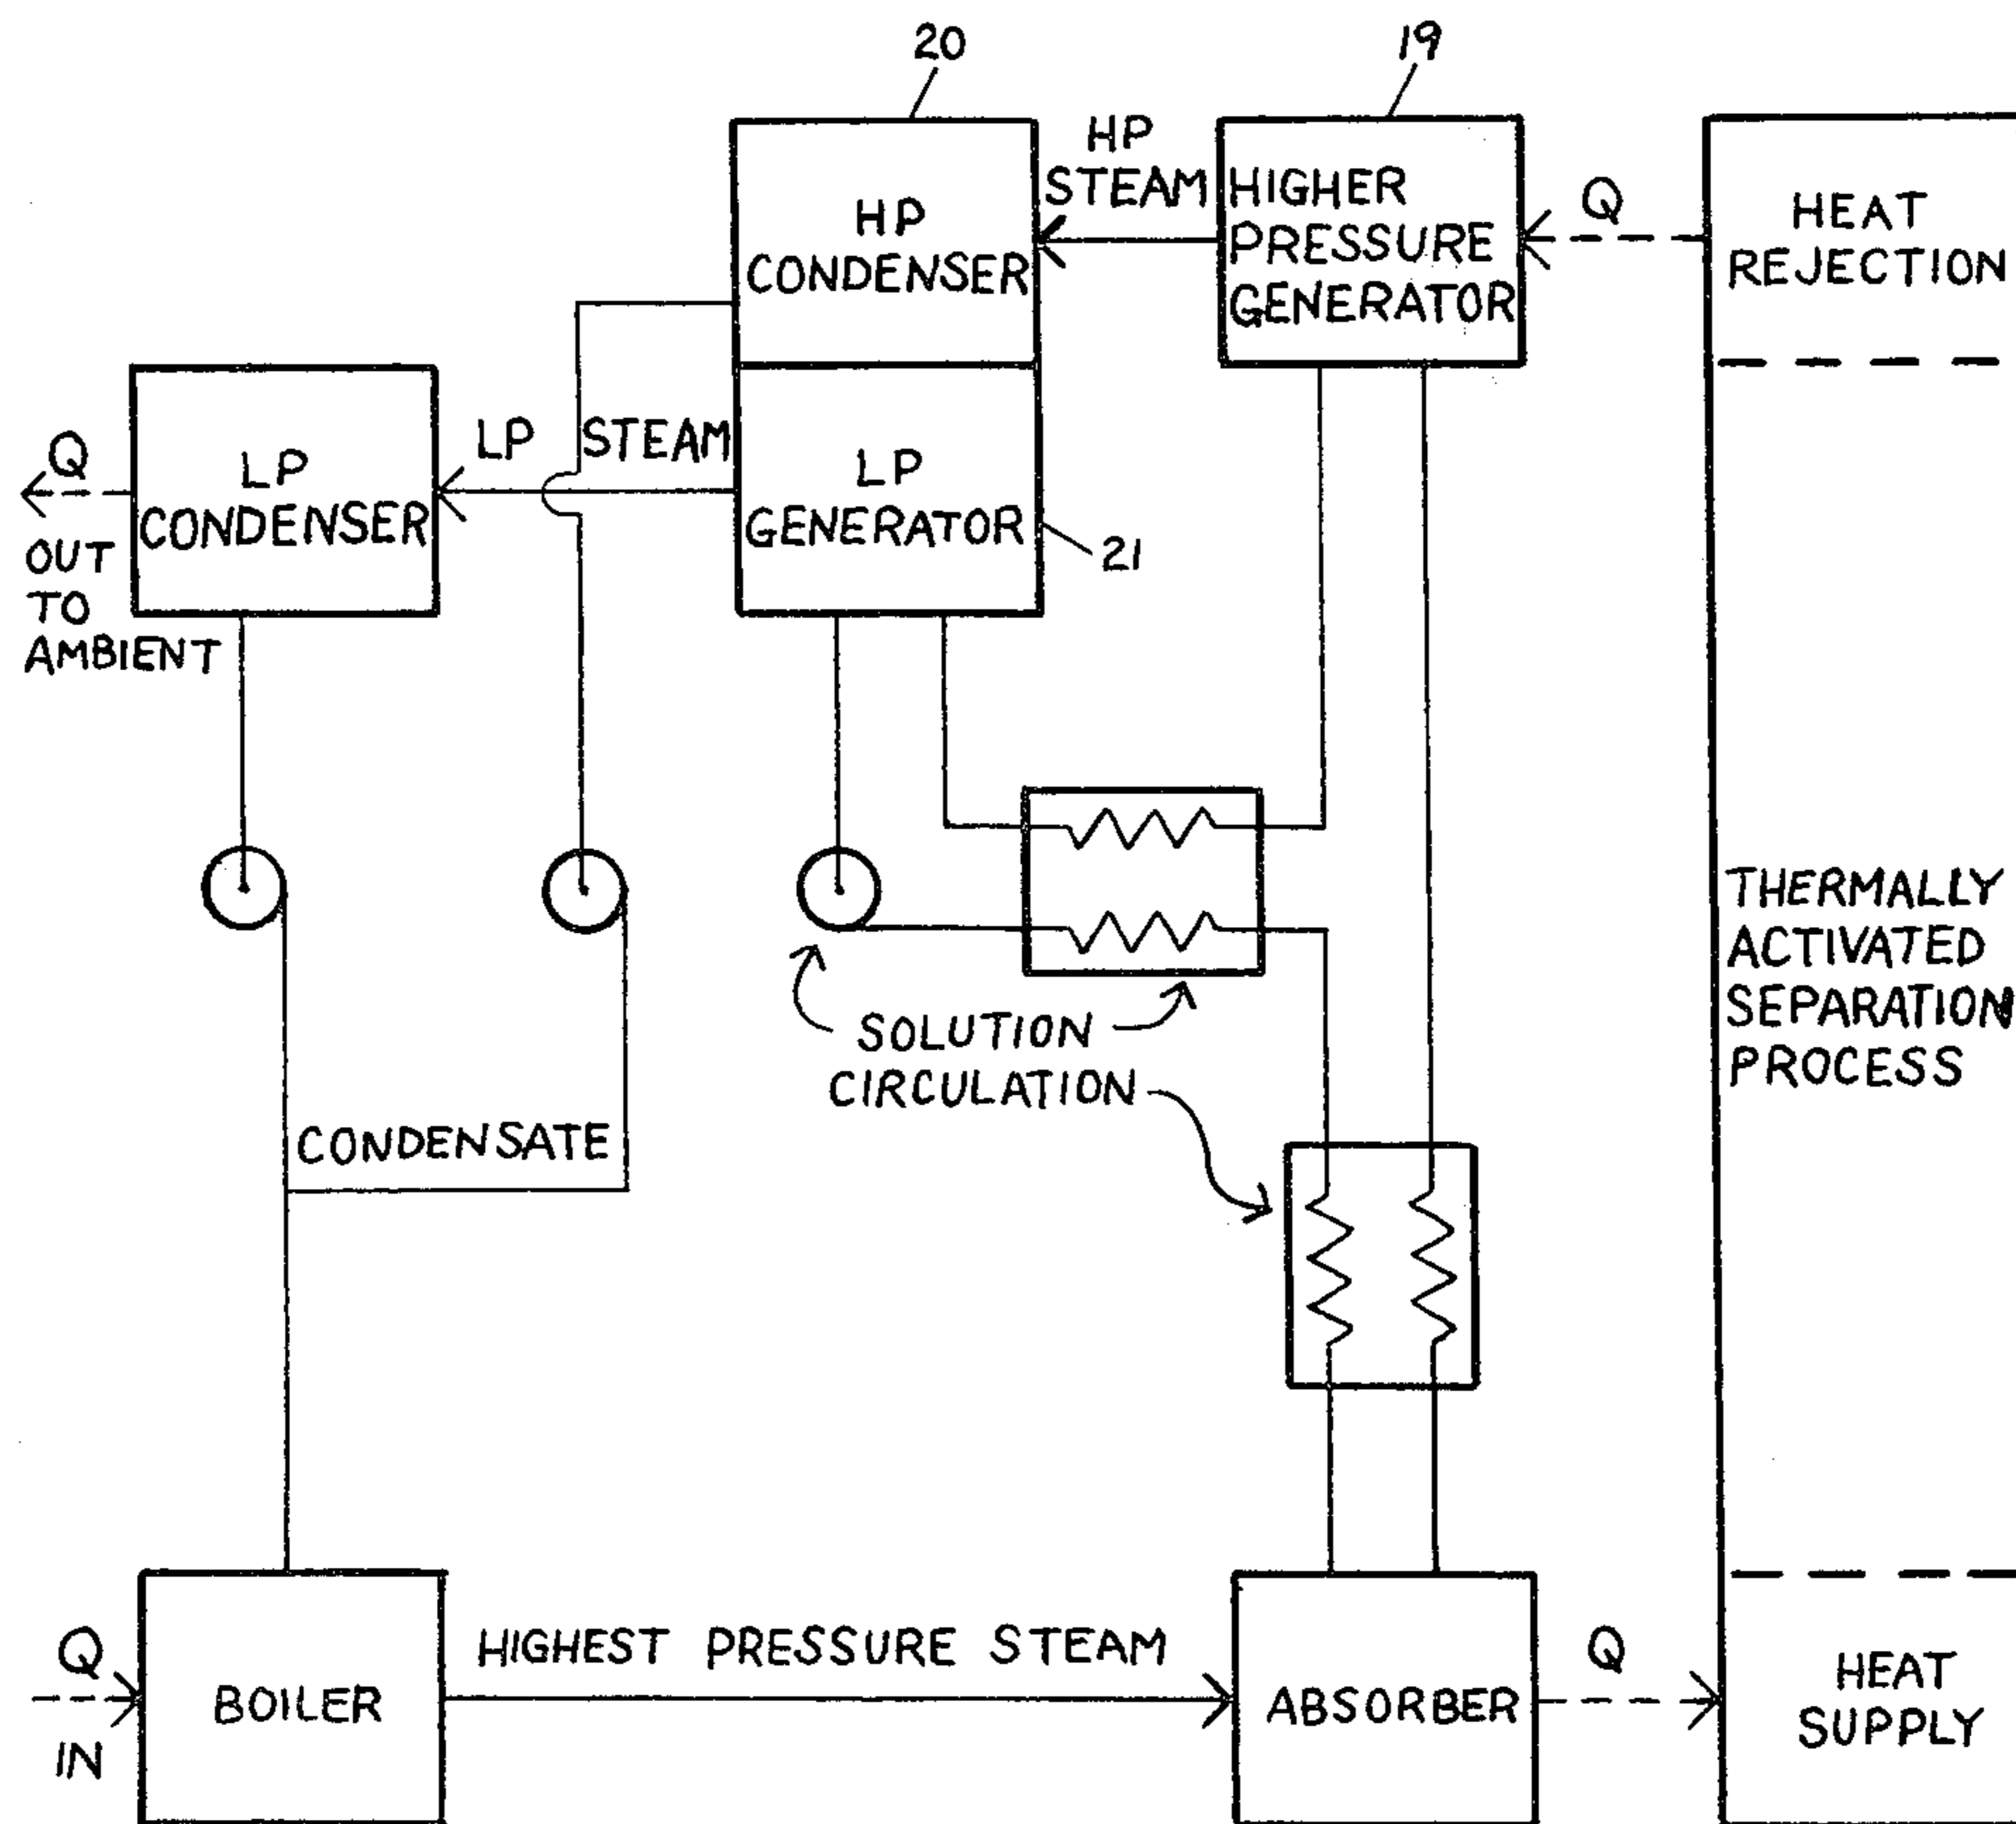 20
19
HP
STEAM
HIGHER
PRESSURE
GENERATOR
Q
HEAT
REJECTION
HP
CONDENSER
LP STEAM
Q
LP
CONDENSER
LP
GENERATOR
21
OUT
TO
AMBIENT
THERMALLY
ACTIVATED
SEPARATION
PROCESS
SOLUTION
CIRCULATION
CONDENSATE
Q
IN
BOILER
HIGHEST PRESSURE STEAM
ABSORBER
Q
HEAT
SUPPLY